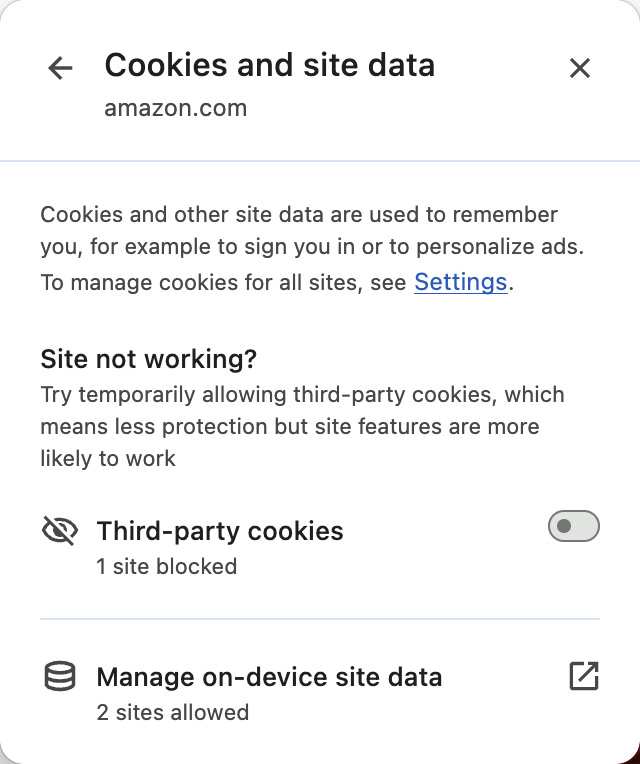 Cookies and site data
amazon.com
Cookies and other site data are used to remember
you, for example to sign you in or to personalize ads.
To manage cookies for all sites, see Settings.
Site not working?
Try temporarily allowing third-party cookies, which
means less protection but site features are more
likely to work
Third-party cookies
1 site blocked
Manage on-device site data
2 sites allowed